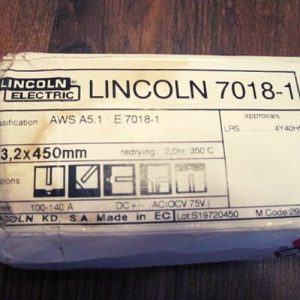 LINCOLN ELECTRIC
LINCOLN 7018-1
AWS A5.1 : E 7018-1
approvals
LRS 4Y40H
3,2x450mm
redrying: 2,0hr 350°C
100-140 A DC +/- /AC(OCV 75V)
KD, S.A. Made in EC Lot:S19720450 M Code: